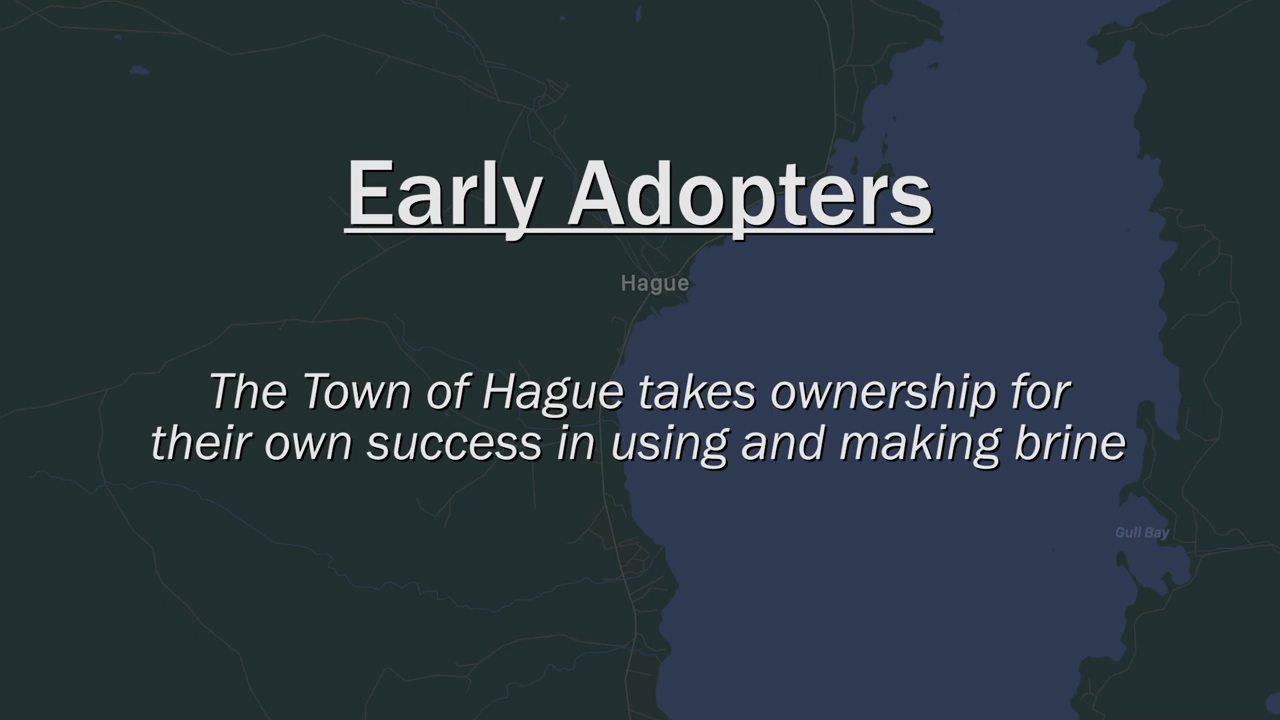 Early Adopters
Hague
The Town of Hague takes ownership for
their own success in using and making brine
Gull Bay